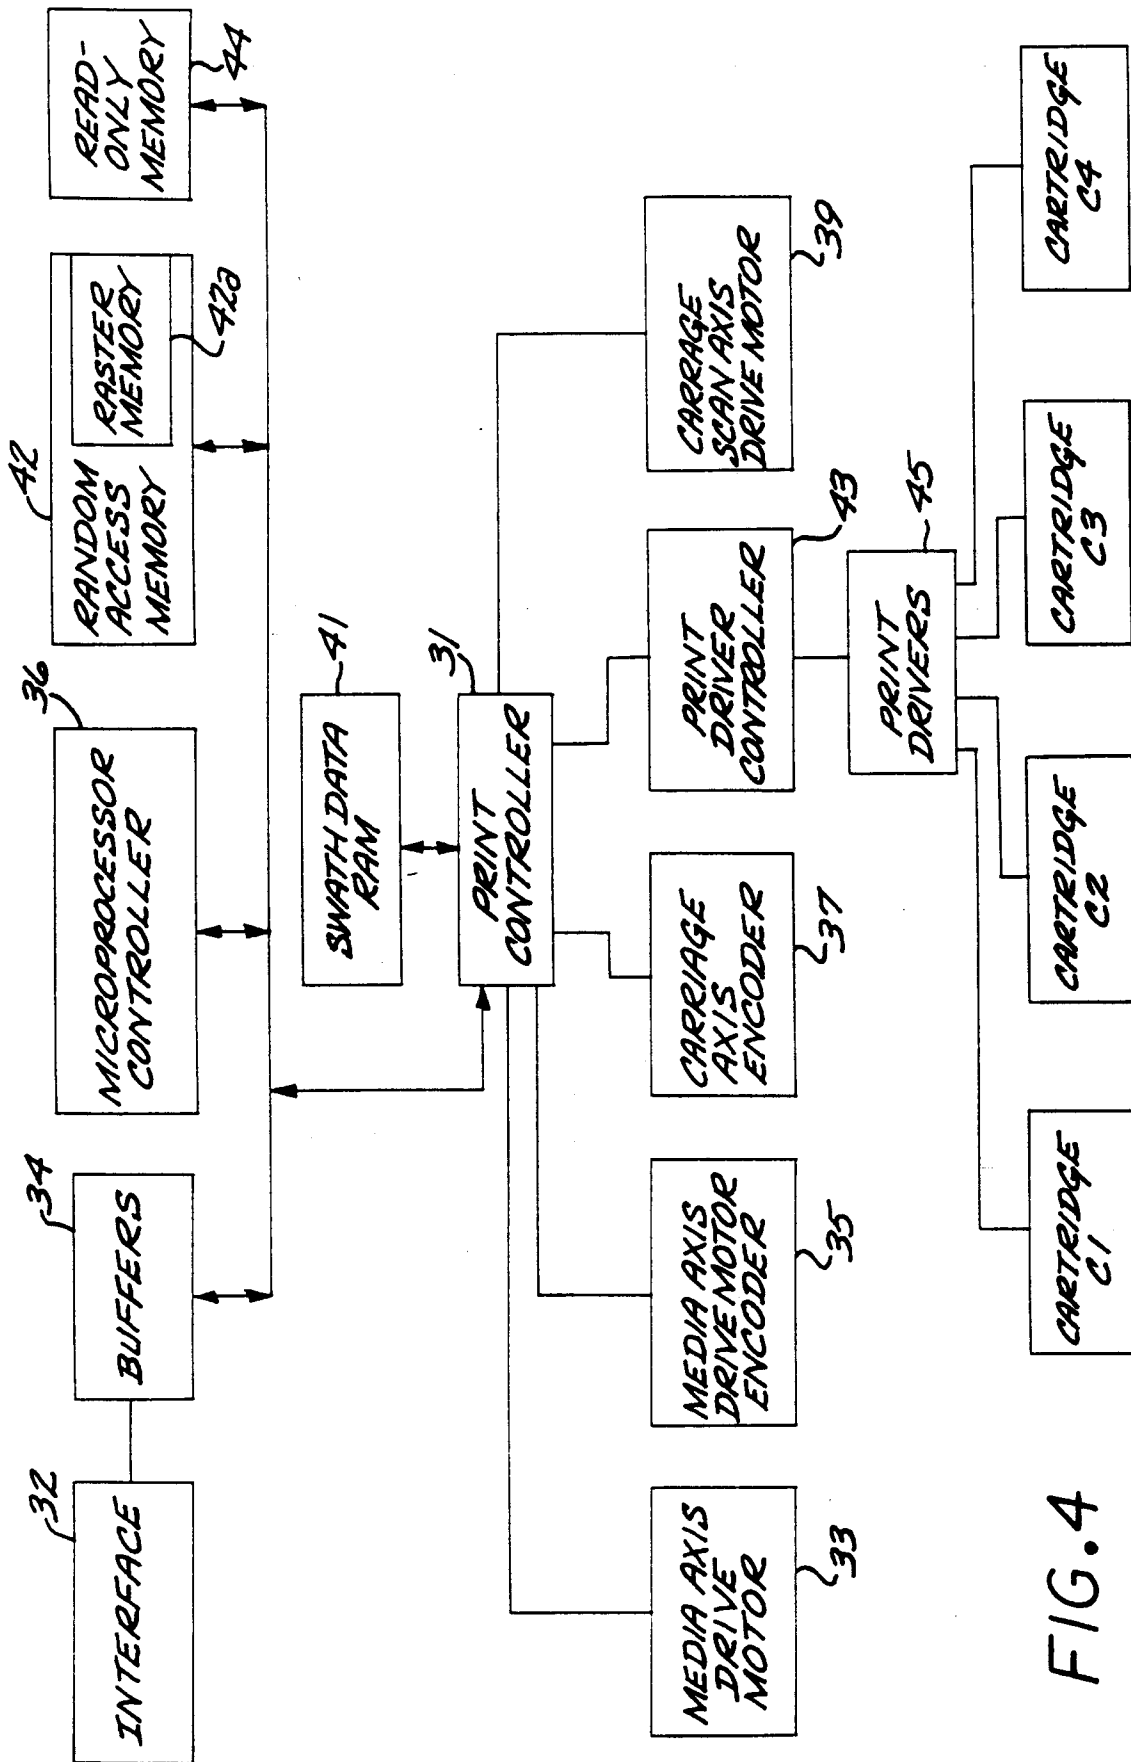 32
INTERFACE
34
BUFFERS
36
MICROPROCESSOR
CONTROLLER
42
RANDOM
ACCESS
MEMORY
RASTER
MEMORY
42a
READ-
ONLY
MEMORY
44
SWATH DATA
RAM
41
PRINT
CONTROLLER
31
MEDIA AXIS
DRIVE
MOTOR
33
MEDIA AXIS
DRIVE MOTOR
ENCODER
35
CARRIAGE
AXIS
ENCODER
37
PRINT
DRIVER
CONTROLLER
43
CARRAGE
SCAN AXIS
DRIVE MOTOR
39
PRINT
DRIVERS
45
CARTRIDGE
C1
CARTRIDGE
C2
CARTRIDGE
C3
CARTRIDGE
C4
FIG. 4